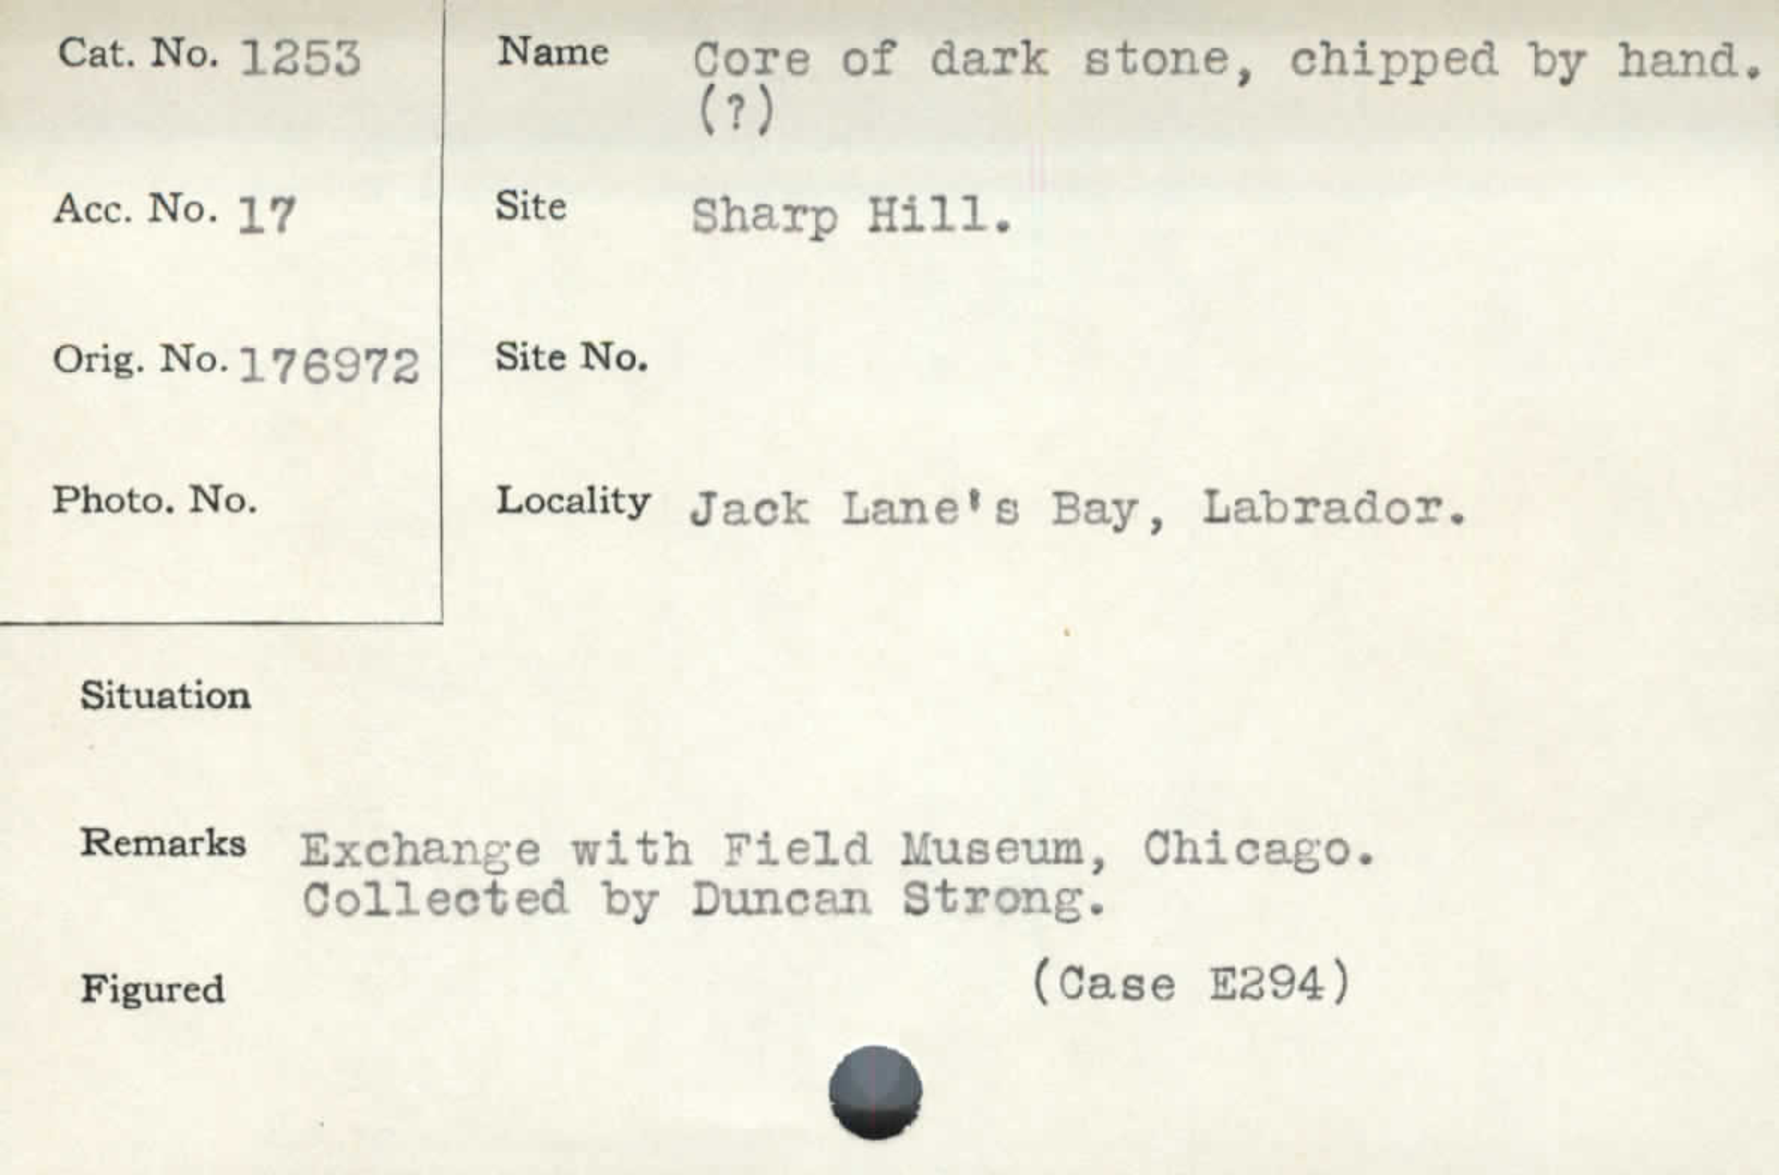 Cat. No. 1253
Name Core of dark stone, chipped by hand.
(?)
Acc. No. 17
Site Sharp Hill.
Orig. No. 176972
Site No.
Photo. No.
Locality Jack Lane's Bay, Labrador.
Situation
Remarks Exchange with Field Museum, Chicago.
Collected by Duncan Strong.
Figured (Case E294)